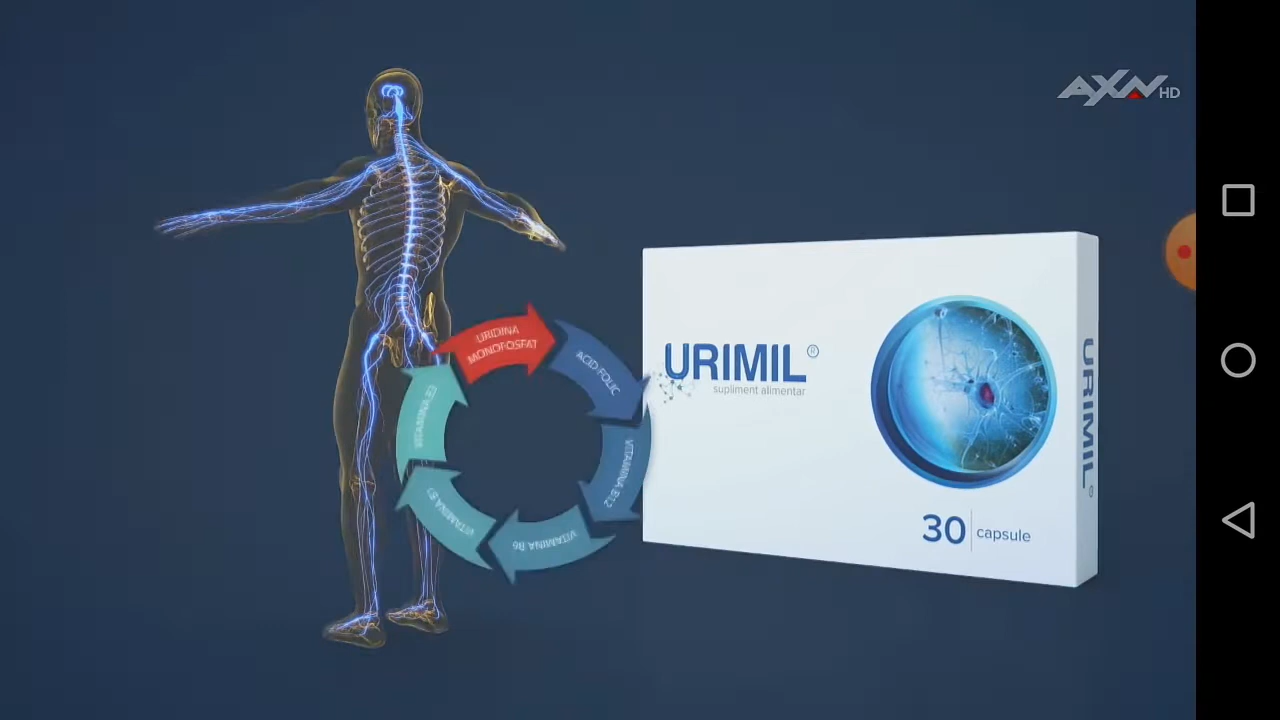 AXN HD
URIDINA
MONOFOSFAT
ACID FOLIC
VITAMINA B12
VITAMINA B6
VITAMINA B1
URIMIL®
supliment alimentar
30 capsule
URIMIL®